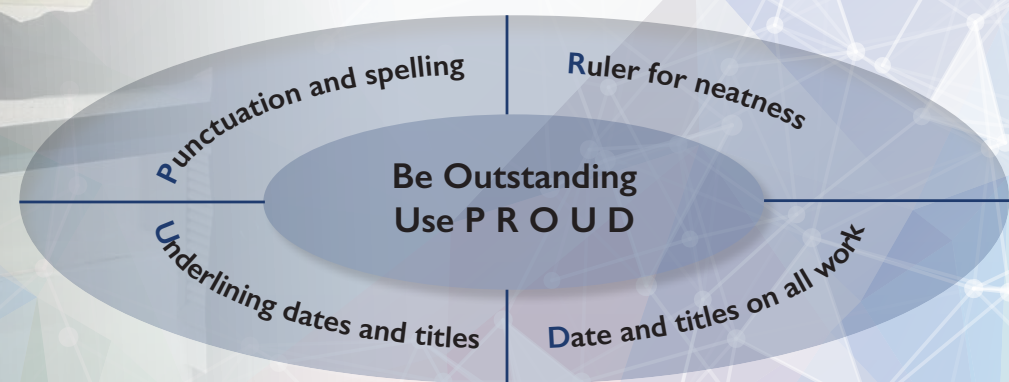 Punctuation and spelling
Ruler for neatness
Be Outstanding
Use P R O U D
Underlining dates and titles
Date and titles on all work